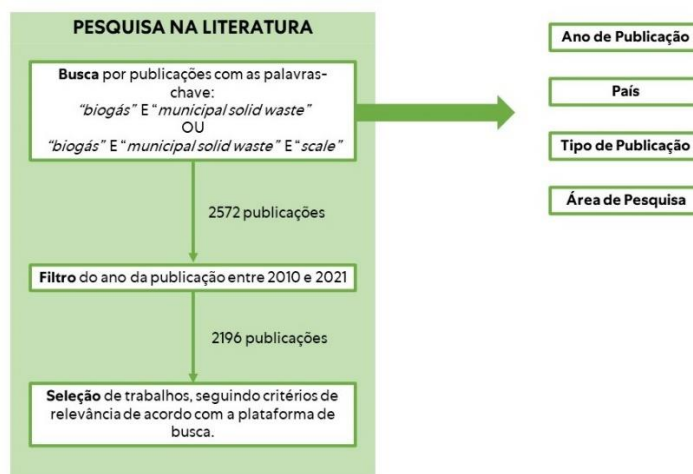 PESQUISA NA LITERATURA
Busca por publicações com as palavras-
chave:
"biogás" E "municipal solid waste"
OU
"biogás" E "municipal solid waste" E "scale"
2572 publicações
Filtro do ano da publicação entre 2010 e 2021
2196 publicações
Seleção de trabalhos, seguindo critérios de
relevância de acordo com a plataforma de
busca.
Ano de Publicação
País
Tipo de Publicação
Área de Pesquisa